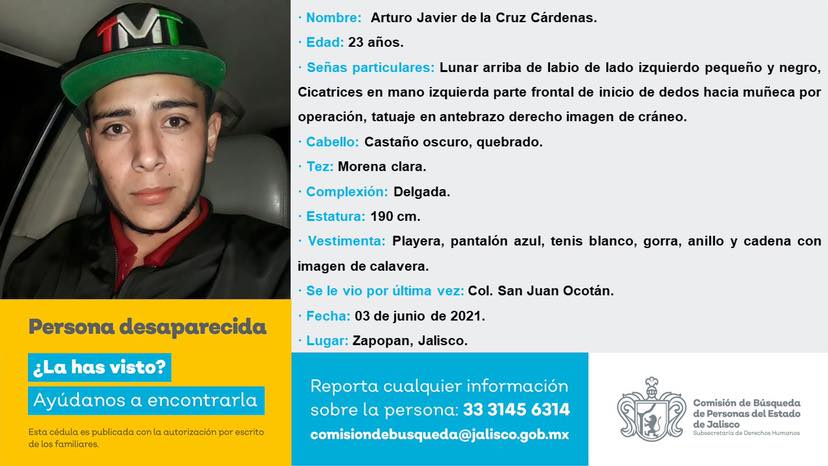 TMT
· Nombre: Arturo Javier de la Cruz Cárdenas.
· Edad: 23 años.
· Señas particulares: Lunar arriba de labio de lado izquierdo pequeño y negro,
Cicatrices en mano izquierda parte frontal de inicio de dedos hacia muñeca por
operación, tatuaje en antebrazo derecho imagen de cráneo.
· Cabello: Castaño oscuro, quebrado.
· Tez: Morena clara.
· Complexión: Delgada.
· Estatura: 190 cm.
· Vestimenta: Playera, pantalón azul, tenis blanco, gorra, anillo y cadena con
imagen de calavera.
· Se le vio por última vez: Col. San Juan Ocotán.
· Fecha: 03 de junio de 2021.
· Lugar: Zapopan, Jalisco.
Persona desaparecida
¿La has visto?
Ayúdanos a encontrarla
Esta cédula es publicada con la autorización por escrito
de los familiares.
Reporta cualquier información
sobre la persona: 33 3145 6314
comisiondebusqueda@jalisco.gob.mx
Comisión de Búsqueda
de Personas del Estado
de Jalisco
Subsecretaría de Derechos Humanos